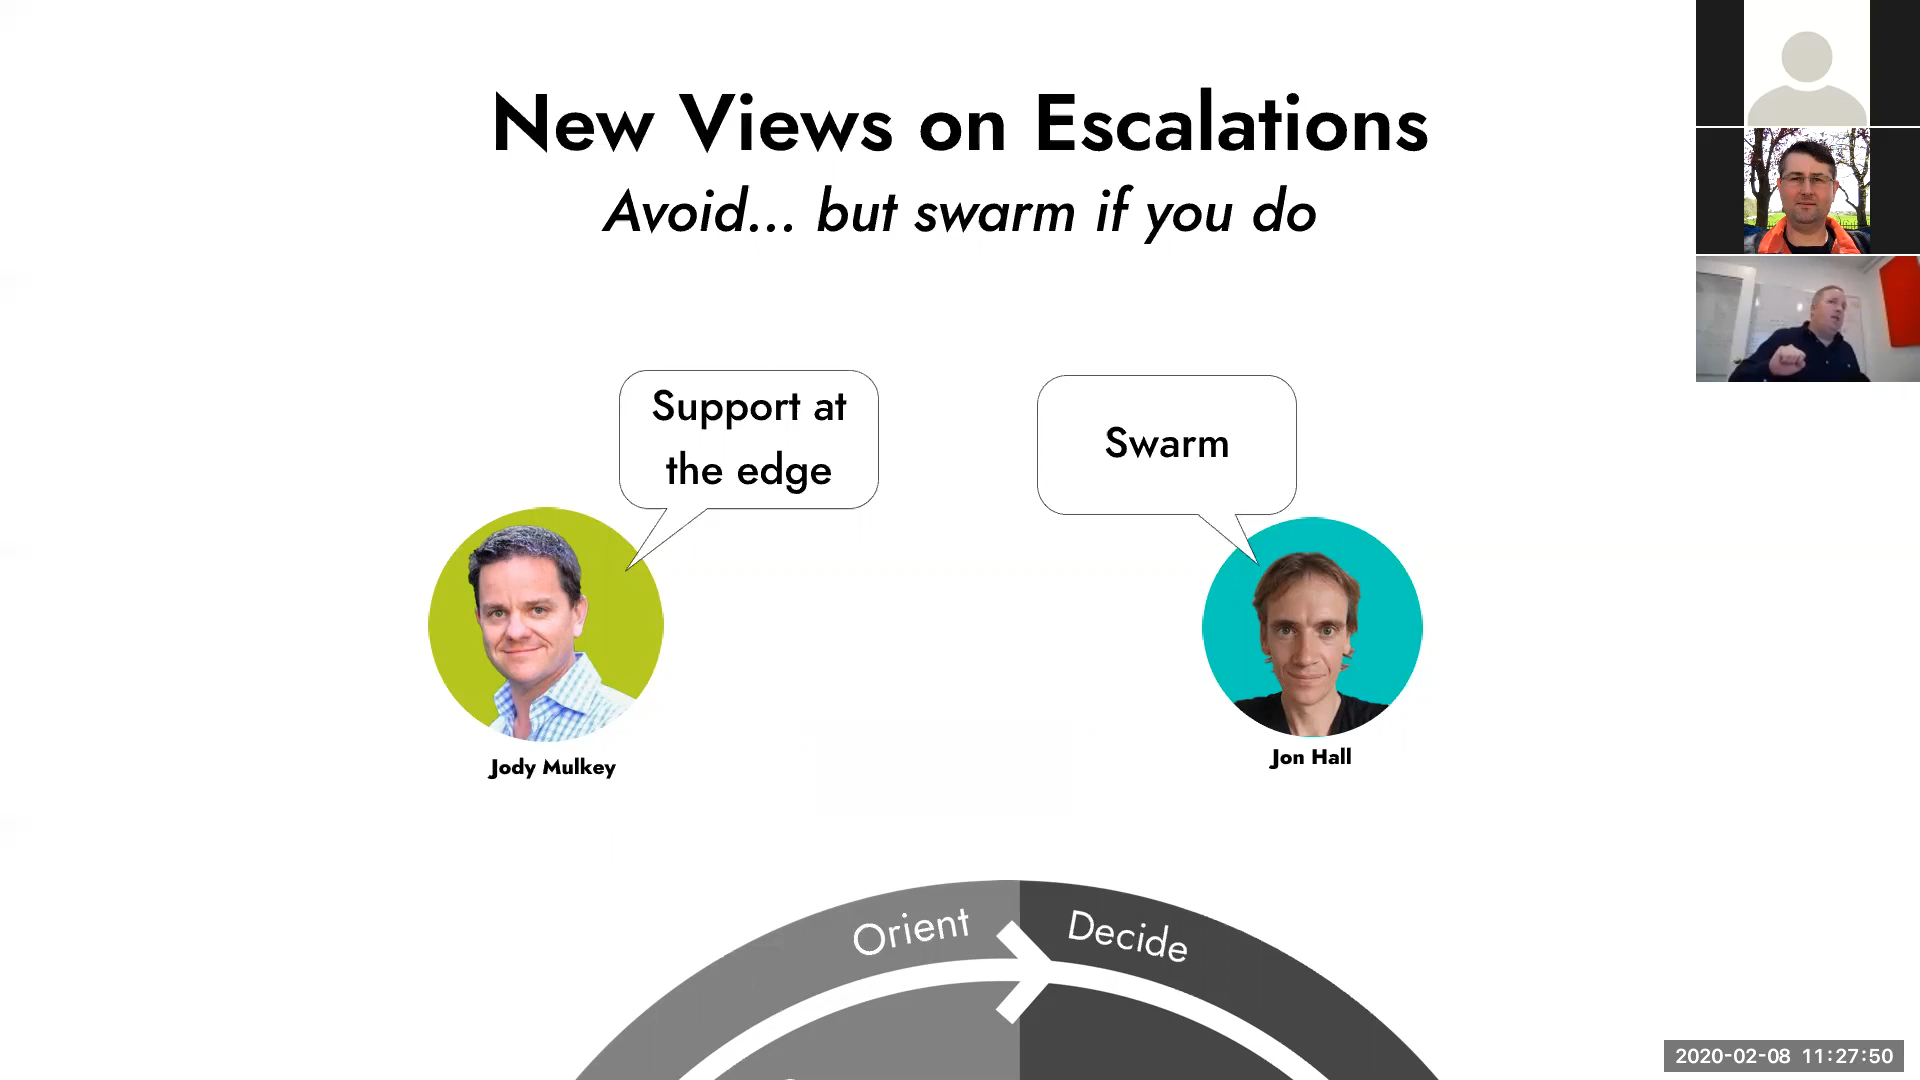 New Views on Escalations
Avoid... but swarm if you do
Support at
the edge
Swarm
Jody Mulkey
Jon Hall
Orient
Decide
2020-02-08 11:27:50